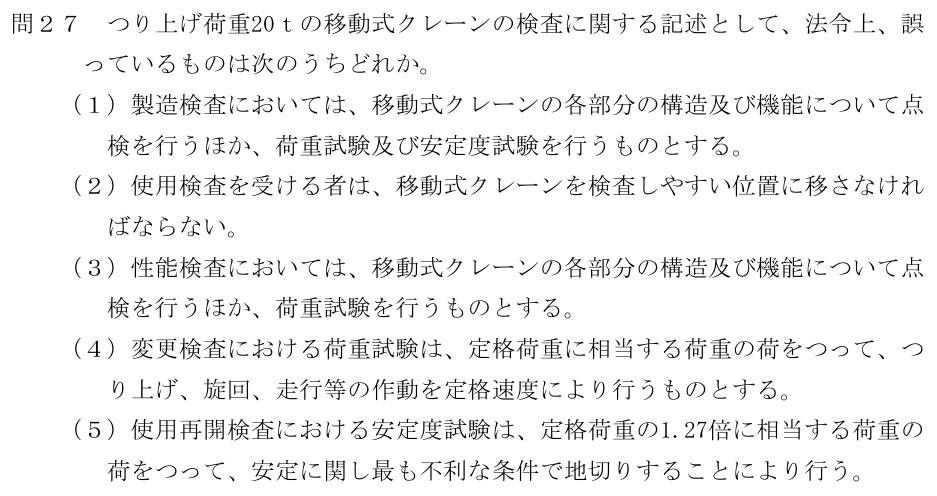 問２７　つり上げ荷重20ｔの移動式クレーンの検査に関する記述として、法令上、誤
っているものは次のうちどれか。
（１）製造検査においては、移動式クレーンの各部分の構造及び機能について点
検を行うほか、荷重試験及び安定度試験を行うものとする。
（２）使用検査を受ける者は、移動式クレーンを検査しやすい位置に移さなけれ
ばならない。
（３）性能検査においては、移動式クレーンの各部分の構造及び機能について点
検を行うほか、荷重試験を行うものとする。
（４）変更検査における荷重試験は、定格荷重に相当する荷重の荷をつって、つ
り上げ、旋回、走行等の作動を定格速度により行うものとする。
（５）使用再開検査における安定度試験は、定格荷重の1.27倍に相当する荷重の
荷をつって、安定に関し最も不利な条件で地切りすることにより行う。